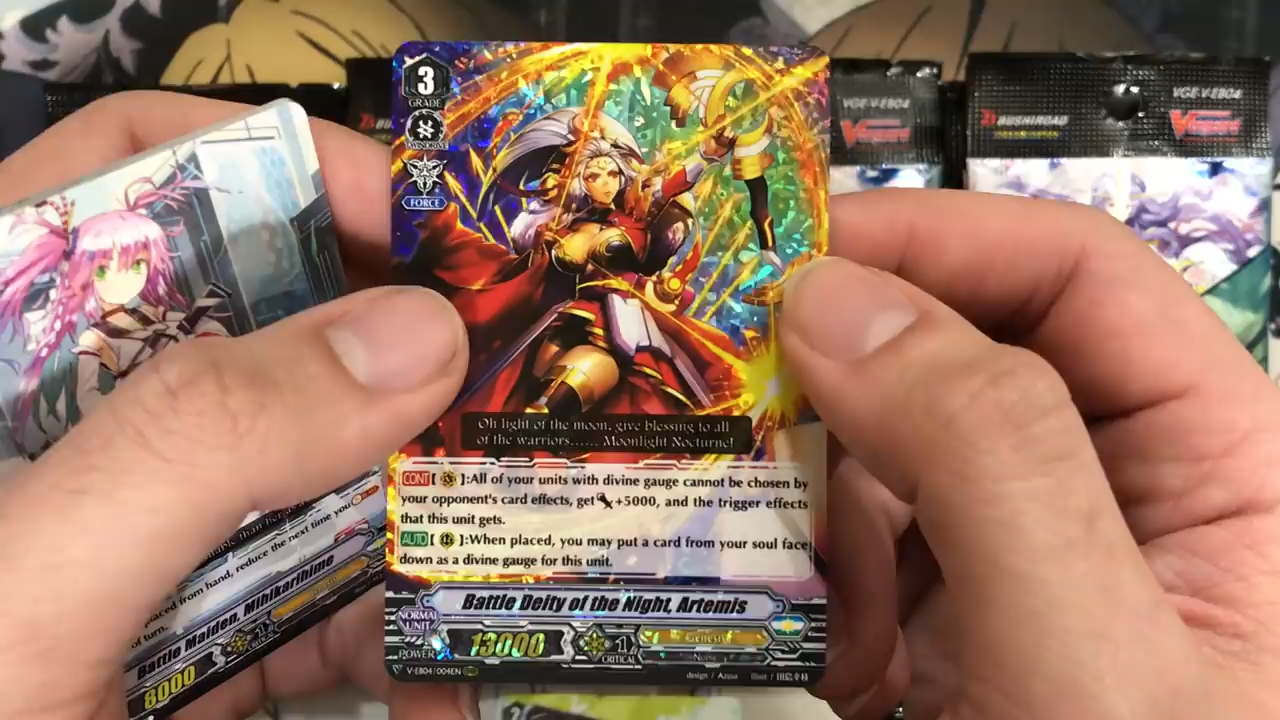 BUSHIROAD
VGE-V-EB04
VGE-V-EB04
3
GRADE
TWINDRIVE
FORCE
Oh light of the moon, give blessing to all
of the warriors...... Moonlight Nocturne!
CONT【 】:All of your units with divine gauge cannot be chosen by
your opponent's card effects, get +5000, and the trigger effects
that this unit gets.
AUTO【 】:When placed, you may put a card from your soul face
down as a divine gauge for this unit.
Battle Deity of the Night, Artemis
NORMAL
UNIT
POWER 13000 1
CRITICAL
Genesis
Noble
V-EB04/004EN
design / Azusa illust /
placed from hand, reduce the next time you
of turn.
Battle Maiden, Mihikarihime
8000 1